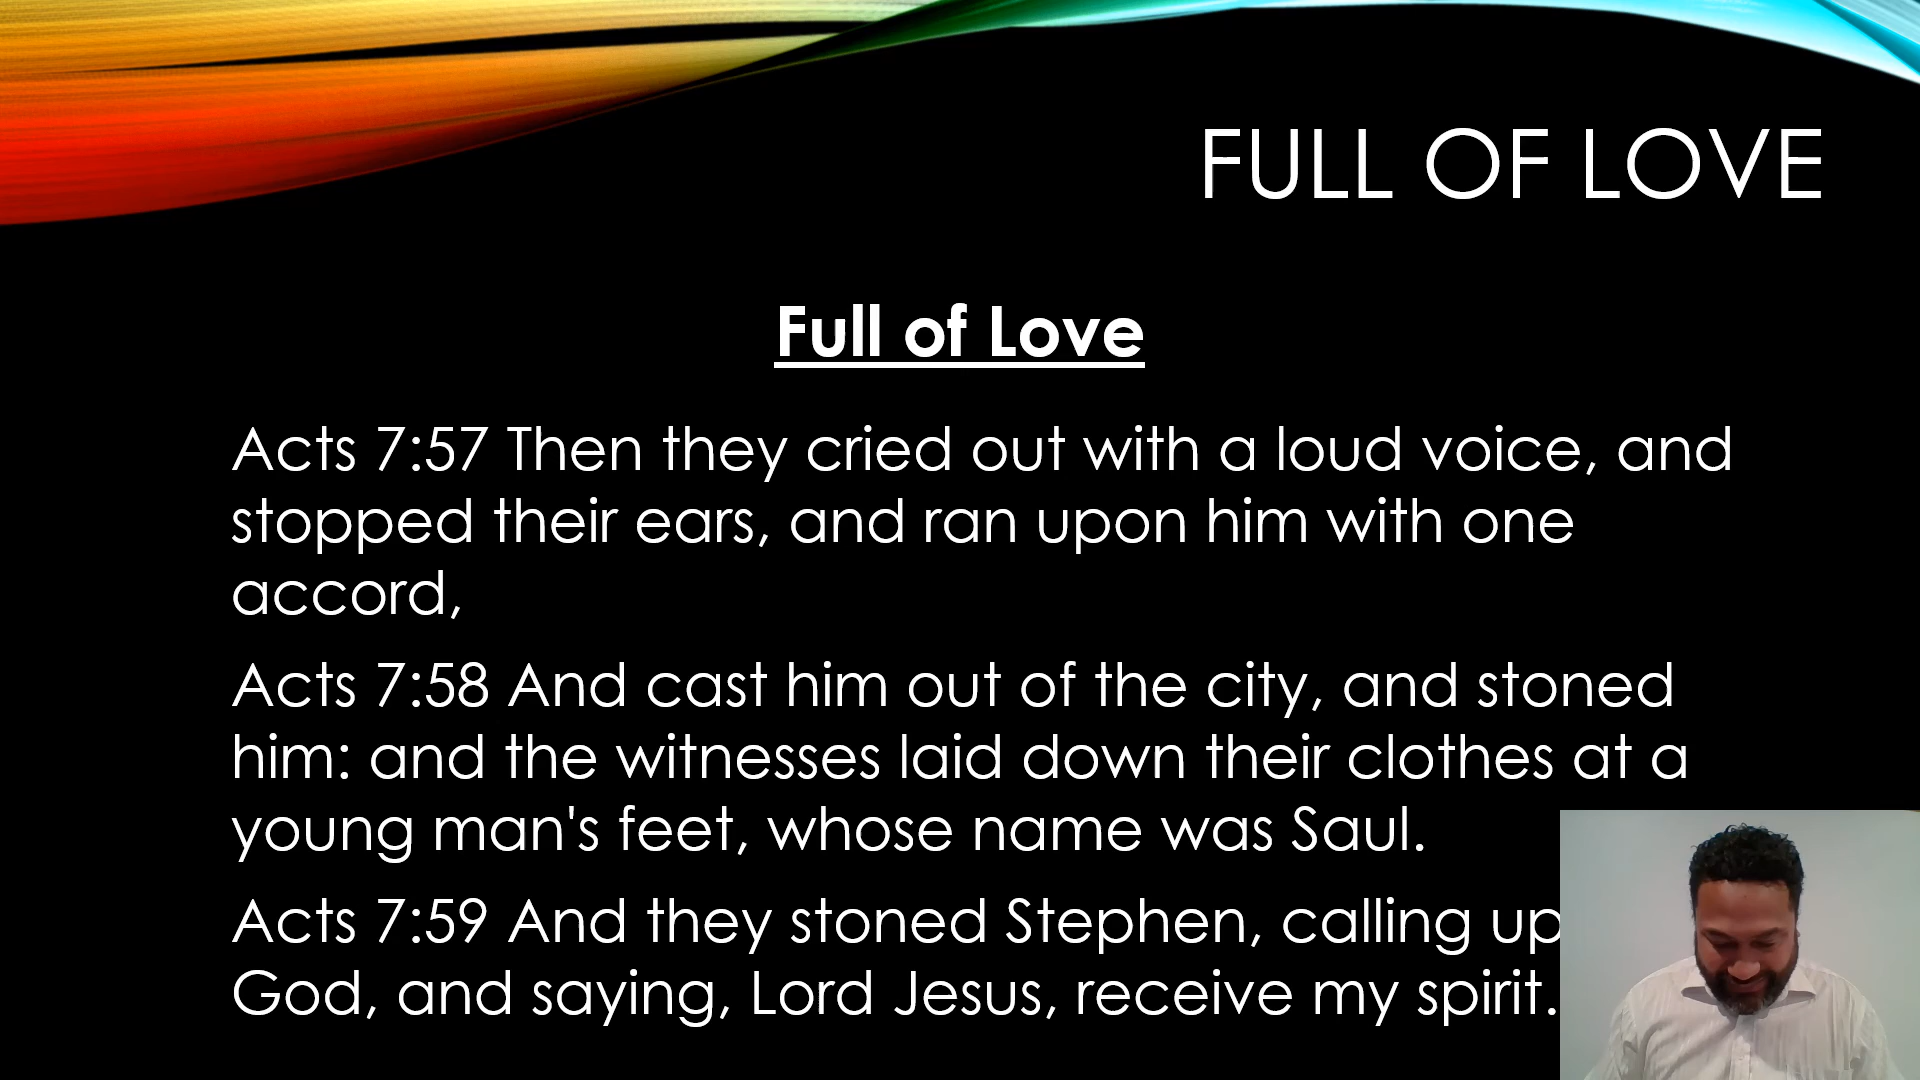 FULL OF LOVE
Full of Love
Acts 7:57 Then they cried out with a loud voice, and
stopped their ears, and ran upon him with one
accord,
Acts 7:58 And cast him out of the city, and stoned
him: and the witnesses laid down their clothes at a
young man's feet, whose name was Saul.
Acts 7:59 And they stoned Stephen, calling up
God, and saying, Lord Jesus, receive my spirit.